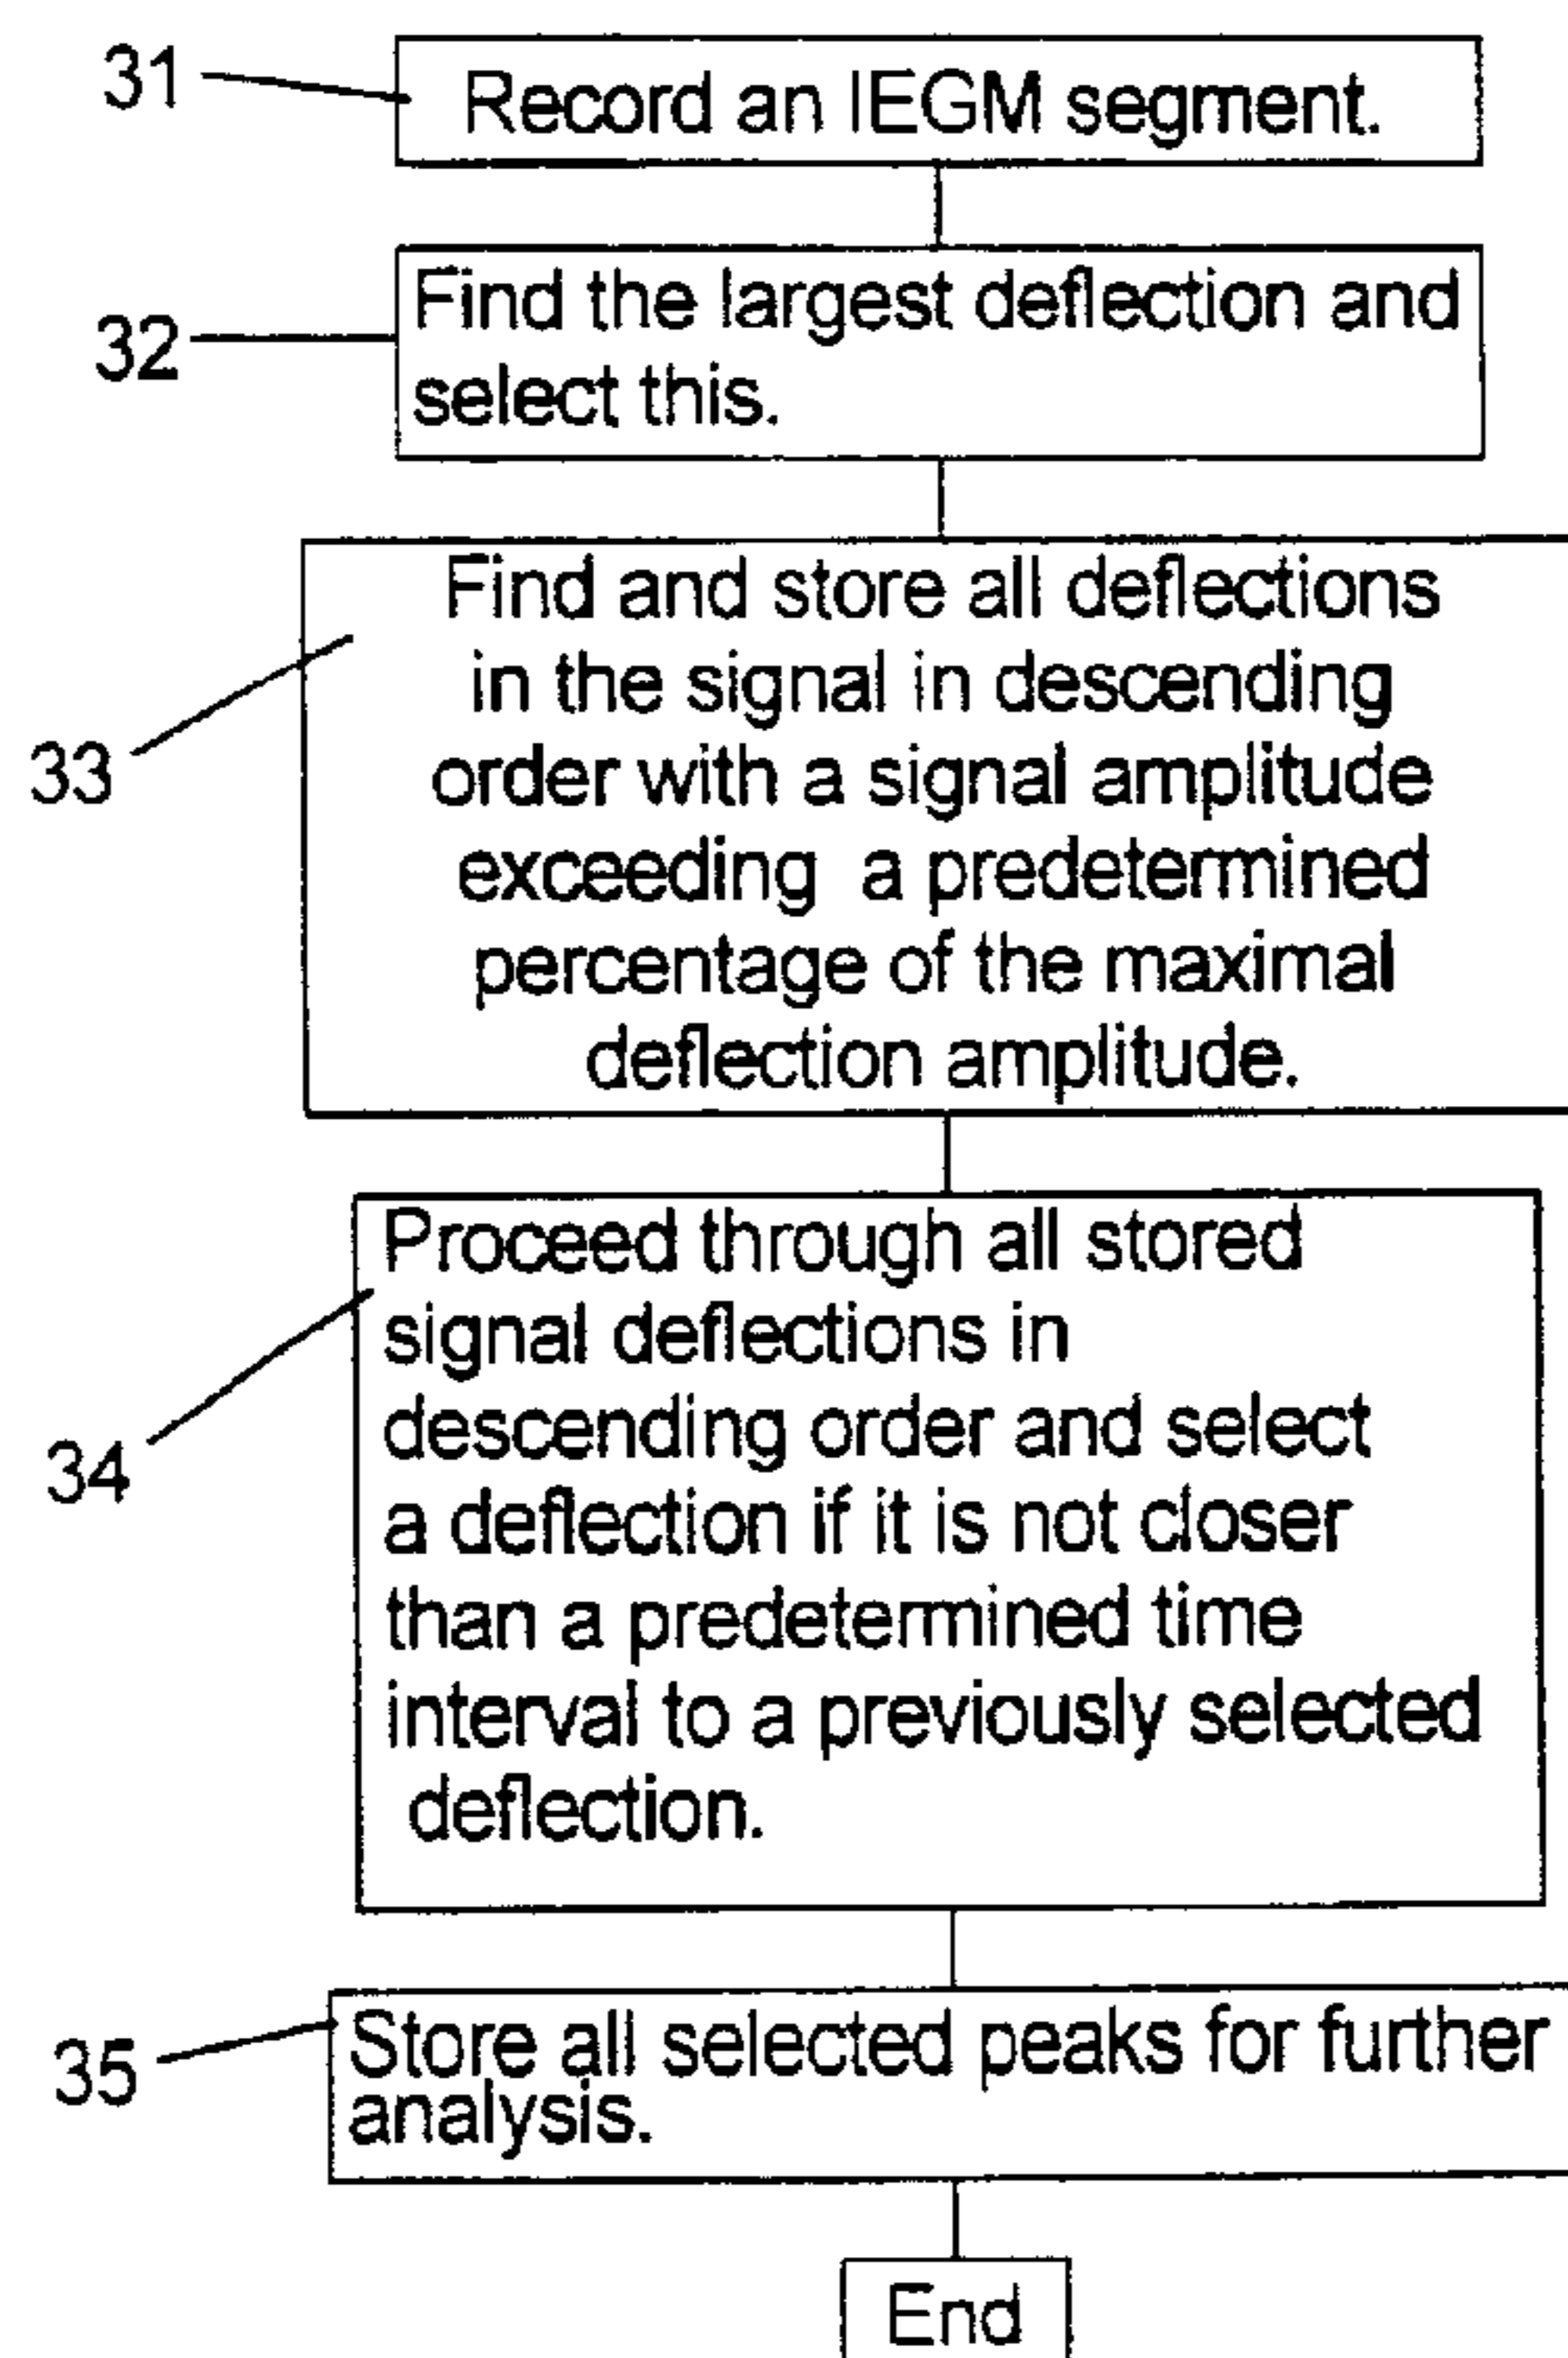 31
Record an IEGM segment.
32
Find the largest deflection and
select this.
33
Find and store all deflections
in the signal in descending
order with a signal amplitude
exceeding a predetermined
percentage of the maximal
deflection amplitude.
34
Proceed through all stored
signal deflections in
descending order and select
a deflection if it is not closer
than a predetermined time
interval to a previously selected
deflection.
35
Store all selected peaks for further
analysis.
End